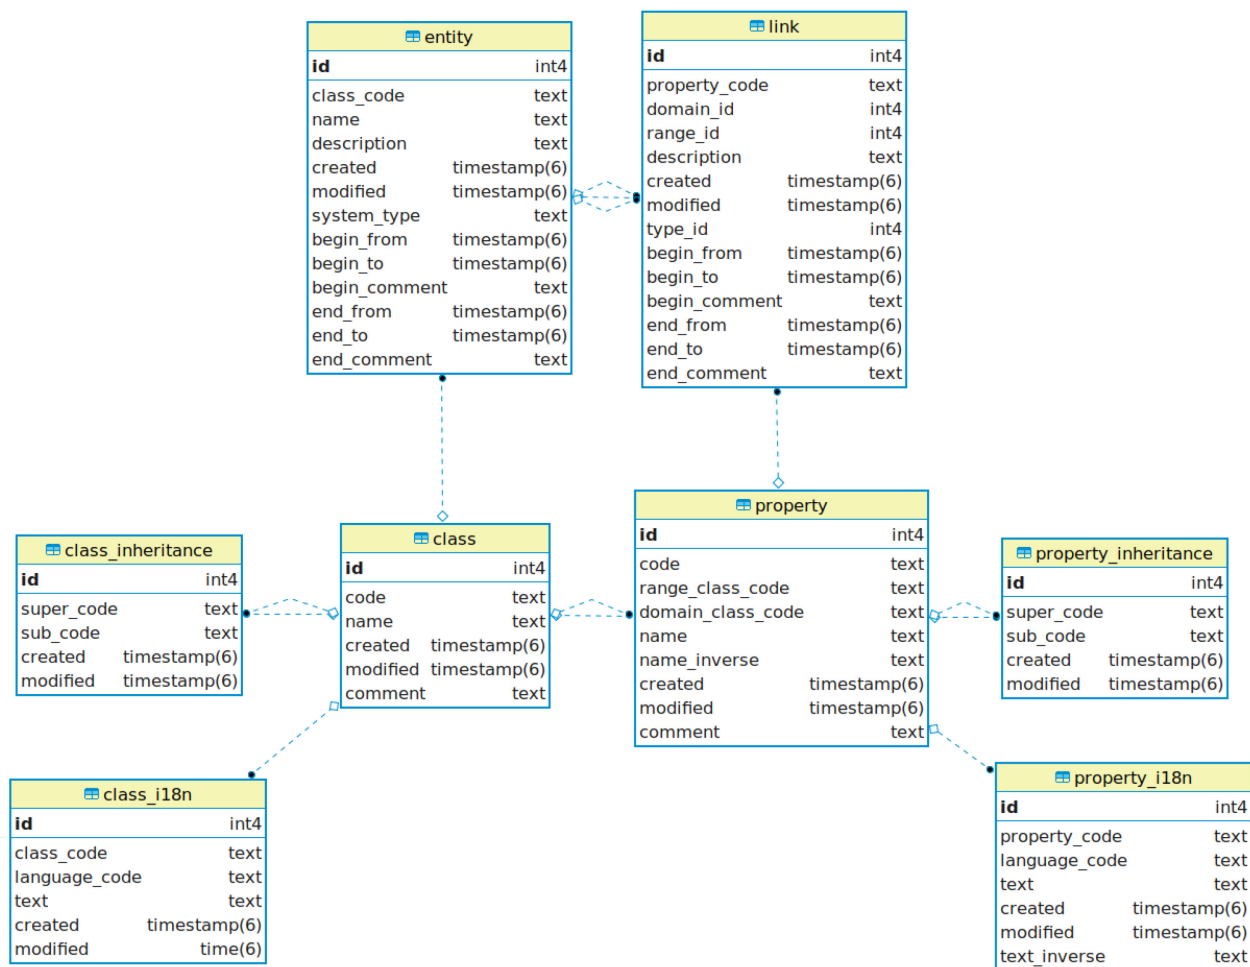 entity
id int4
class_code text
name text
description text
created timestamp(6)
modified timestamp(6)
system_type text
begin_from timestamp(6)
begin_to timestamp(6)
begin_comment text
end_from timestamp(6)
end_to timestamp(6)
end_comment text
link
id int4
property_code text
domain_id int4
range_id int4
description text
created timestamp(6)
modified timestamp(6)
type_id int4
begin_from timestamp(6)
begin_to timestamp(6)
begin_comment text
end_from timestamp(6)
end_to timestamp(6)
end_comment text
class_inheritance
id int4
super_code text
sub_code text
created timestamp(6)
modified timestamp(6)
class
id int4
code text
name text
created timestamp(6)
modified timestamp(6)
comment text
property
id int4
code text
range_class_code text
domain_class_code text
name text
name_inverse text
created timestamp(6)
modified timestamp(6)
comment text
property_inheritance
id int4
super_code text
sub_code text
created timestamp(6)
modified timestamp(6)
class_i18n
id int4
class_code text
language_code text
text text
created timestamp(6)
modified time(6)
property_i18n
id int4
property_code text
language_code text
text text
created timestamp(6)
modified timestamp(6)
text_inverse text